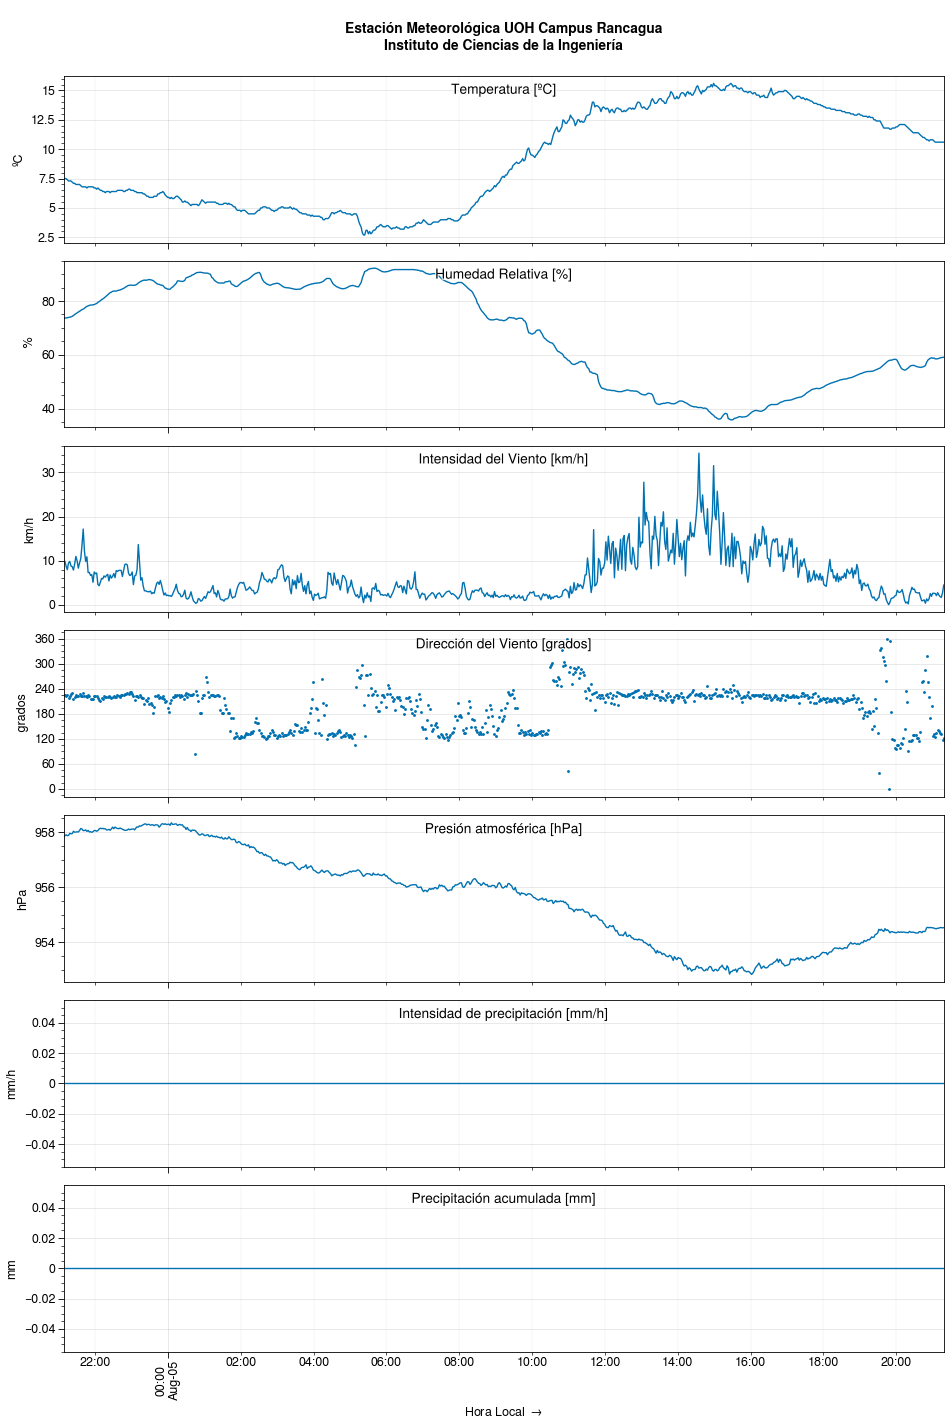 Estación Meteorológica UOH Campus Rancagua
Instituto de Ciencias de la Ingeniería
Temperatura [ºC]
15
12.5
10
7.5
5
2.5
ºC
Humedad Relativa [%]
80
60
40
%
Intensidad del Viento [km/h]
30
20
10
0
km/h
Dirección del Viento [grados]
360
300
240
180
120
60
0
grados
Presión atmosférica [hPa]
958
956
954
hPa
Intensidad de precipitación [mm/h]
0.04
0.02
0
−0.02
−0.04
mm/h
Precipitación acumulada [mm]
0.04
0.02
0
−0.02
−0.04
mm
22:00 00:00 02:00 04:00 06:00 08:00 10:00 12:00 14:00 16:00 18:00 20:00
Aug-05
Hora Local →